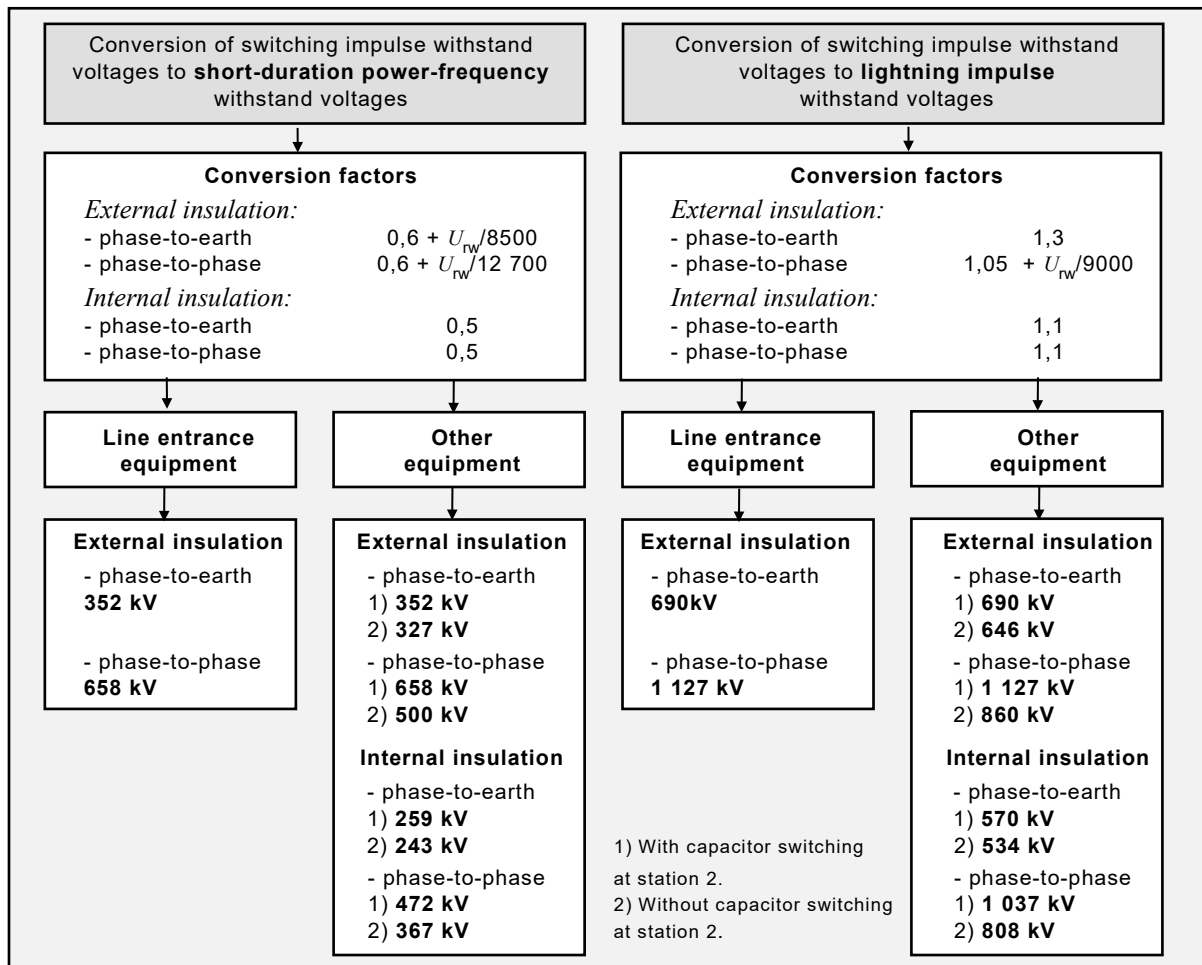 Conversion of switching impulse withstand
voltages to short-duration power-frequency
withstand voltages
Conversion of switching impulse withstand
voltages to lightning impulse
withstand voltages
Conversion factors
External insulation:
- phase-to-earth 0,6 + Urw/8500
- phase-to-phase 0,6 + Urw/12 700
Internal insulation:
- phase-to-earth 0,5
- phase-to-phase 0,5
Conversion factors
External insulation:
- phase-to-earth 1,3
- phase-to-phase 1,05 + Urw/9000
Internal insulation:
- phase-to-earth 1,1
- phase-to-phase 1,1
Line entrance
equipment
Other
equipment
Line entrance
equipment
Other
equipment
External insulation
- phase-to-earth
352 kV
- phase-to-phase
658 kV
External insulation
- phase-to-earth
1) 352 kV
2) 327 kV
- phase-to-phase
1) 658 kV
2) 500 kV
Internal insulation
- phase-to-earth
1) 259 kV
2) 243 kV
- phase-to-phase
1) 472 kV
2) 367 kV
External insulation
- phase-to-earth
690kV
- phase-to-phase
1 127 kV
External insulation
- phase-to-earth
1) 690 kV
2) 646 kV
- phase-to-phase
1) 1 127 kV
2) 860 kV
Internal insulation
- phase-to-earth
1) 570 kV
2) 534 kV
- phase-to-phase
1) 1 037 kV
2) 808 kV
1) With capacitor switching
at station 2.
2) Without capacitor switching
at station 2.